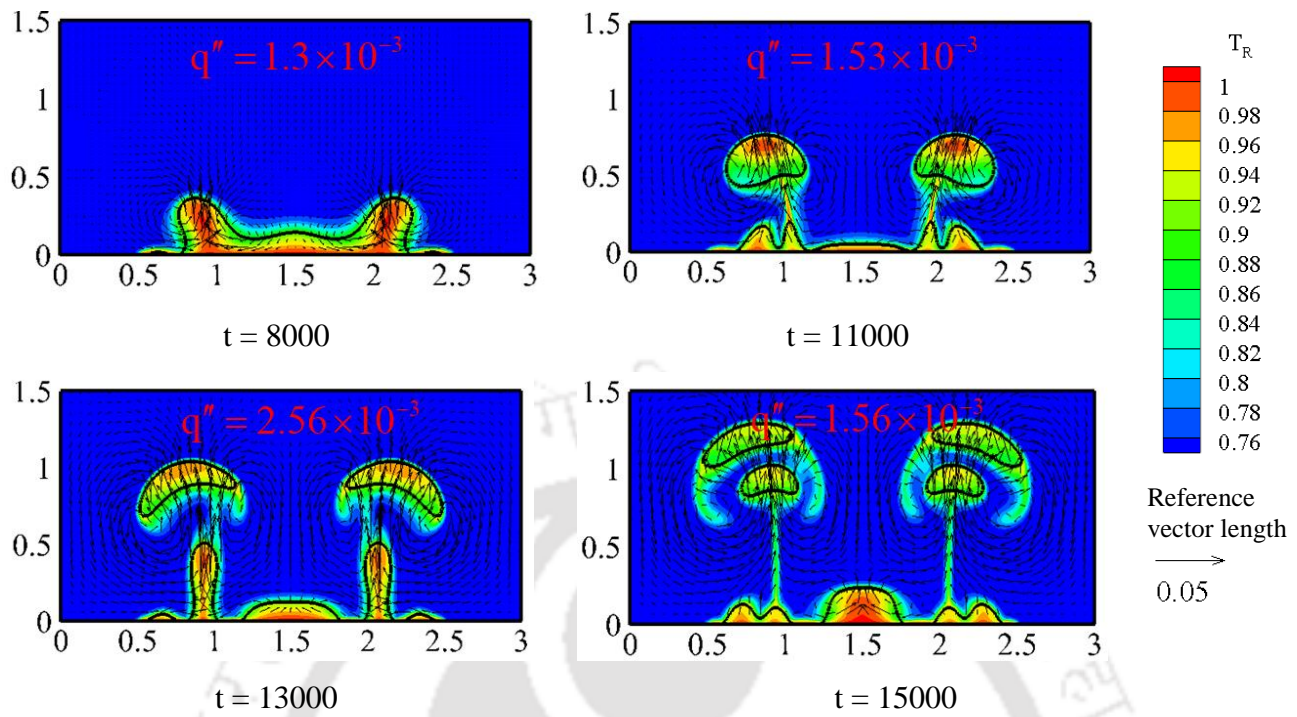 1.5
1
0.5
0
0 0.5 1 1.5 2 2.5 3
q″ = 1.3 × 10⁻³
t = 8000
1.5
1
0.5
0
0 0.5 1 1.5 2 2.5 3
q″ = 1.53 × 10⁻³
t = 11000
T_R
1
0.98
0.96
0.94
0.92
0.9
0.88
0.86
0.84
0.82
0.8
0.78
0.76
Reference
vector length
0.05
1.5
1
0.5
0
0 0.5 1 1.5 2 2.5 3
q″ = 2.56 × 10⁻³
t = 13000
1.5
1
0.5
0
0 0.5 1 1.5 2 2.5 3
q″ = 1.56 × 10⁻³
t = 15000